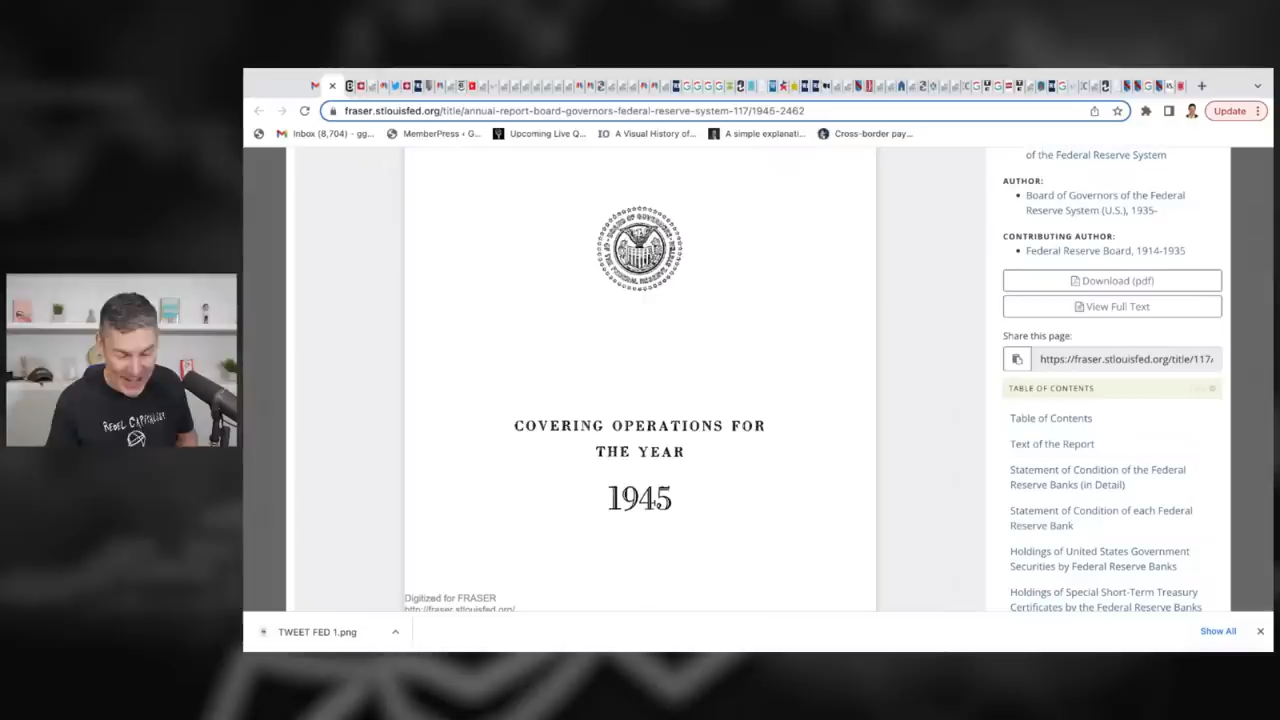 fraser.stlouisfed.org/title/annual-report-board-governors-federal-reserve-system-117/1945-2462
Update
Inbox (8,704) - gg...
MemberPress ‹ G...
Upcoming Live Q...
IO A Visual History of...
A simple explanati...
Cross-border pay...
of the Federal Reserve System
AUTHOR:
Board of Governors of the Federal
Reserve System (U.S.), 1935-
CONTRIBUTING AUTHOR:
Federal Reserve Board, 1914-1935
Download (pdf)
View Full Text
Share this page:
https://fraser.stlouisfed.org/title/117/
TABLE OF CONTENTS
Table of Contents
Text of the Report
Statement of Condition of the Federal
Reserve Banks (in Detail)
Statement of Condition of each Federal
Reserve Bank
Holdings of United States Government
Securities by Federal Reserve Banks
Holdings of Special Short-Term Treasury
Certificates by the Federal Reserve Banks
COVERING OPERATIONS FOR
THE YEAR
1945
Digitized for FRASER
http://fraser.stlouisfed.org/
REBEL CAPITALIST
TWEET FED 1.png
Show All